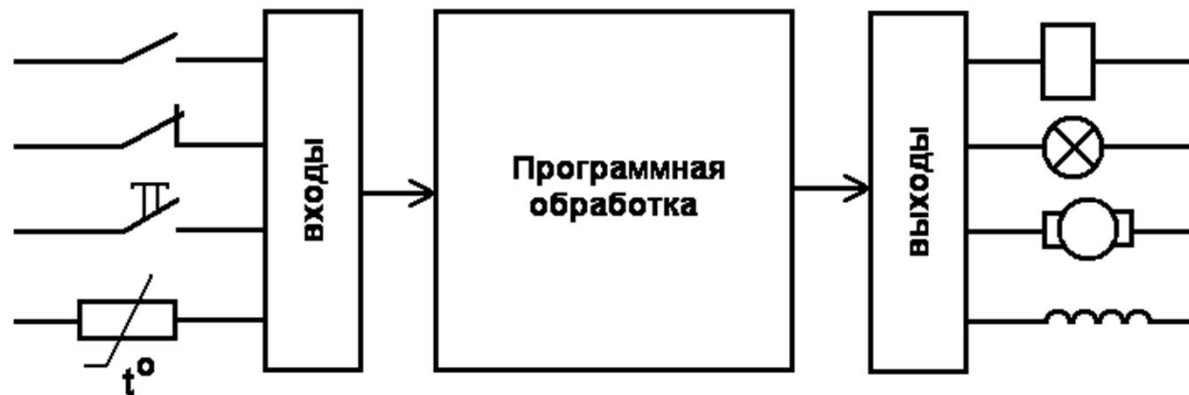 входы
Программная
обработка
выходы
t°